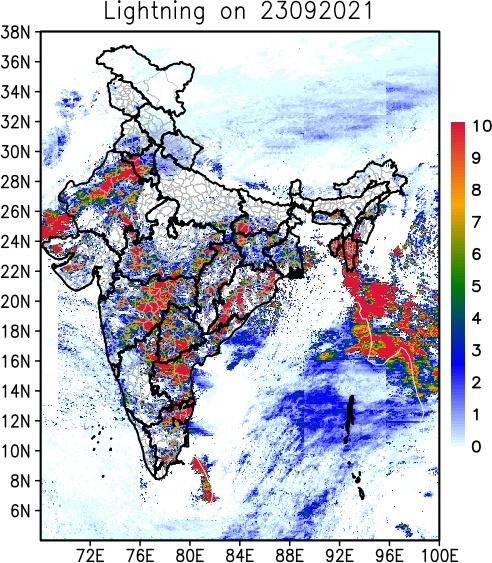 Lightning on 23092021
38N
36N
34N
32N
30N
28N
26N
24N
22N
20N
18N
16N
14N
12N
10N
8N
6N
72E 76E 80E 84E 88E 92E 96E 100E
10
9
8
7
6
5
4
3
2
1
0